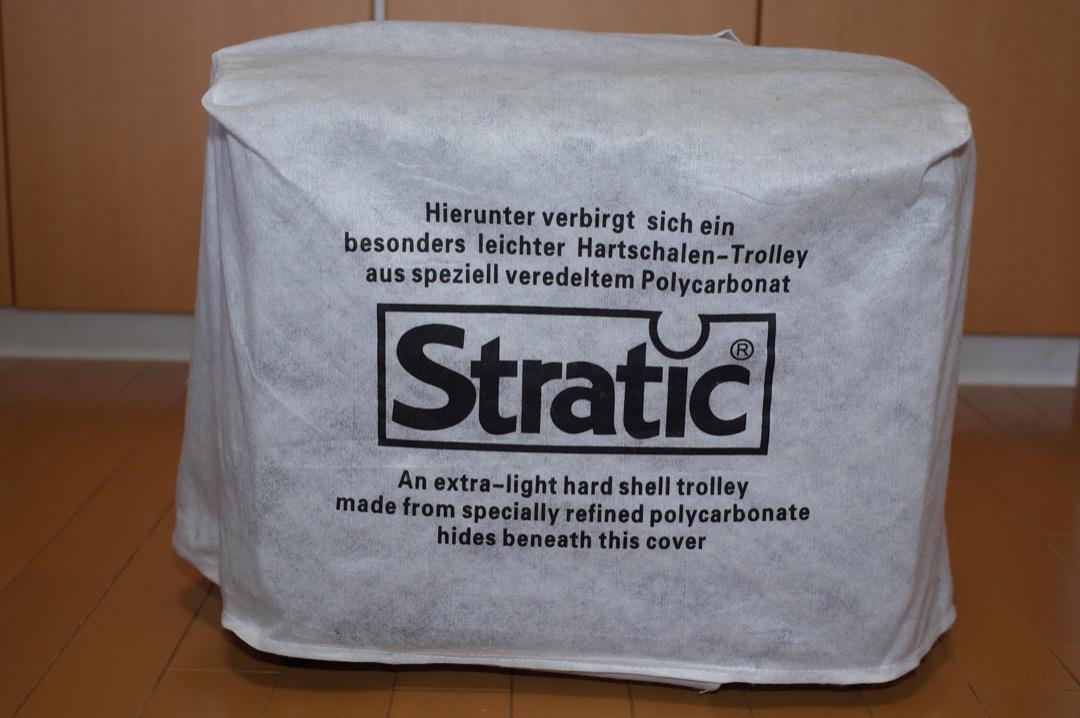 Hierunter verbirgt sich ein
besonders leichter Hartschalen-Trolley
aus speziell veredeltem Polycarbonat
Stratic®
An extra-light hard shell trolley
made from specially refined polycarbonate
hides beneath this cover